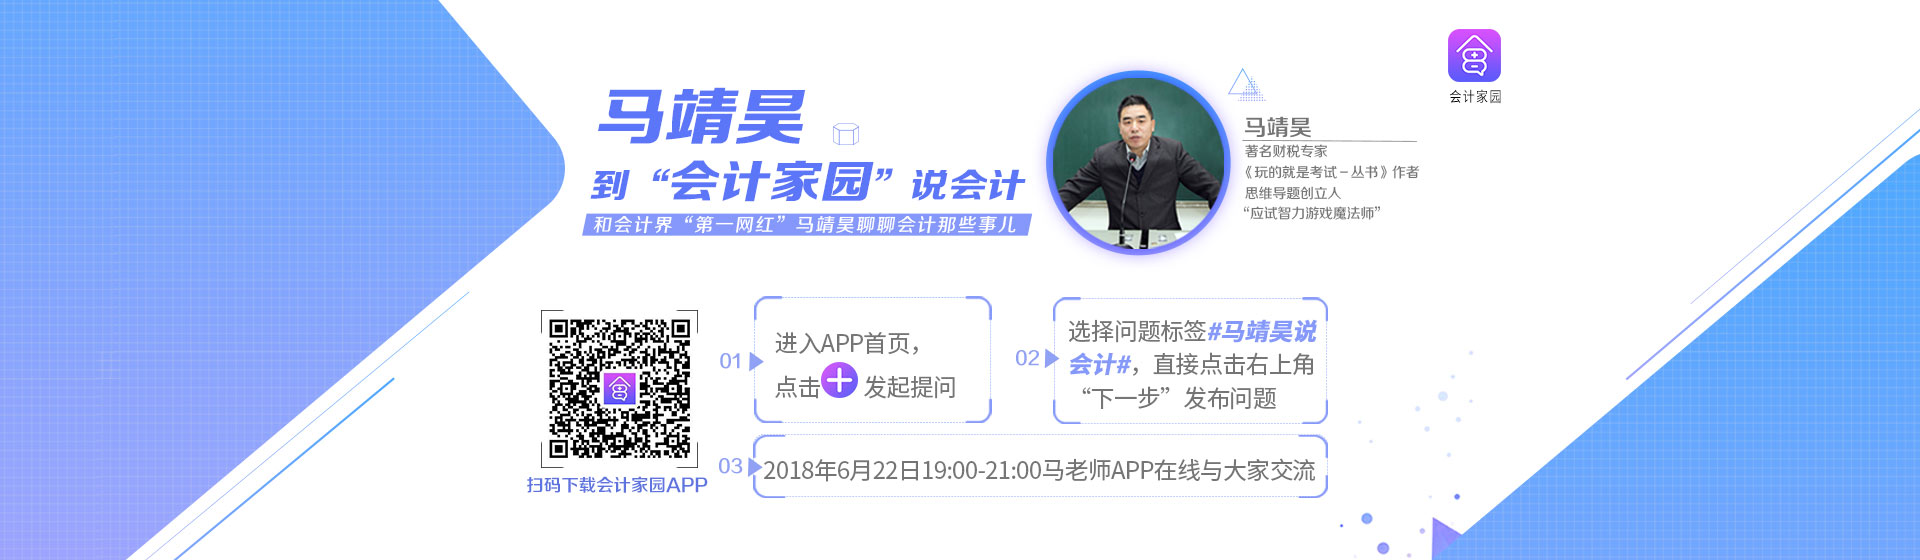 马靖昊
到“会计家园”说会计
和会计界“第一网红”马靖昊聊聊会计那些事儿
会计家园
马靖昊
著名财税专家
《玩的就是考试－丛书》作者
思维导题创立人
“应试智力游戏魔法师”
扫码下载会计家园APP
01
进入APP首页，
点击 发起提问
02
选择问题标签#马靖昊说
会计#，直接点击右上角
“下一步”发布问题
03
2018年6月22日19:00-21:00马老师APP在线与大家交流